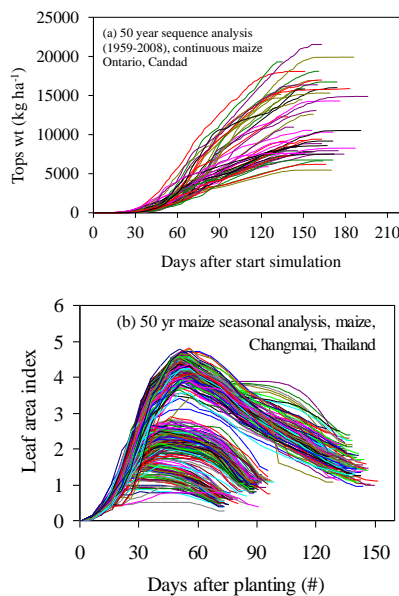 (a) 50 year sequence analysis
(1959-2008), continuous maize
Ontario, Candad
Tops wt (kg ha-1)
25000
20000
15000
10000
5000
0
0 30 60 90 120 150 180 210
Days after start simulation
(b) 50 yr maize seasonal analysis, maize,
Changmai, Thailand
Leaf area index
6
5
4
3
2
1
0
0 30 60 90 120 150
Days after planting (#)